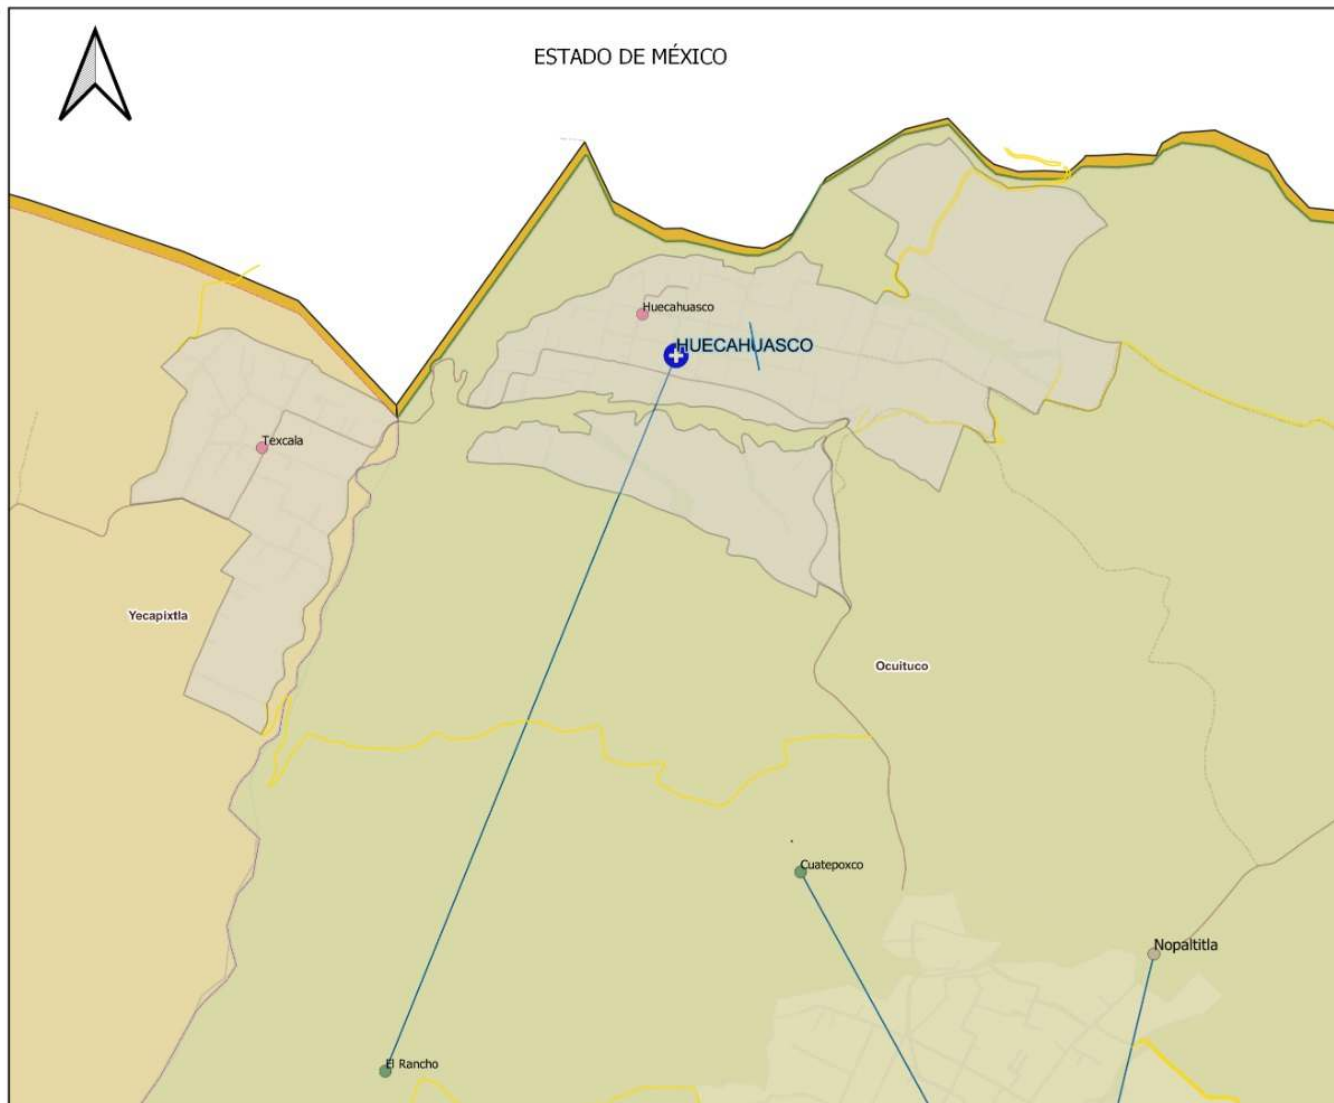 ESTADO DE MÉXICO
Huecahuasco
HUECAHUASCO
Texcala
Yecapixtla
Ocuituco
Cuatepoxco
Nopaltitla
El Rancho